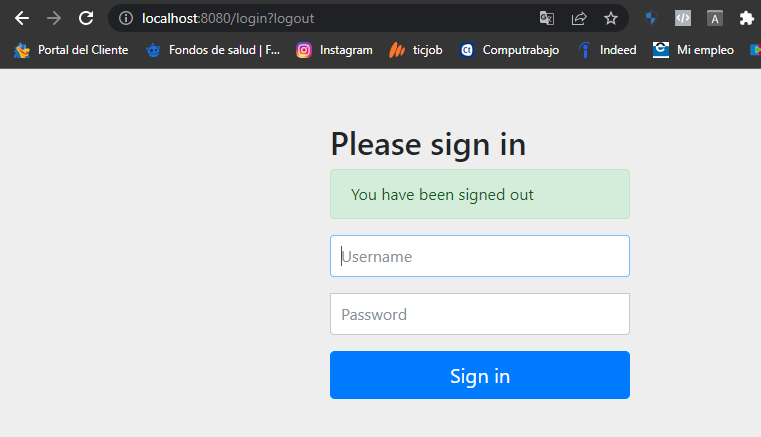 localhost:8080/login?logout
A
Portal del Cliente Fondos de salud | F... Instagram ticjob Computrabajo Indeed Mi empleo
Please sign in
You have been signed out
Username
Password
Sign in